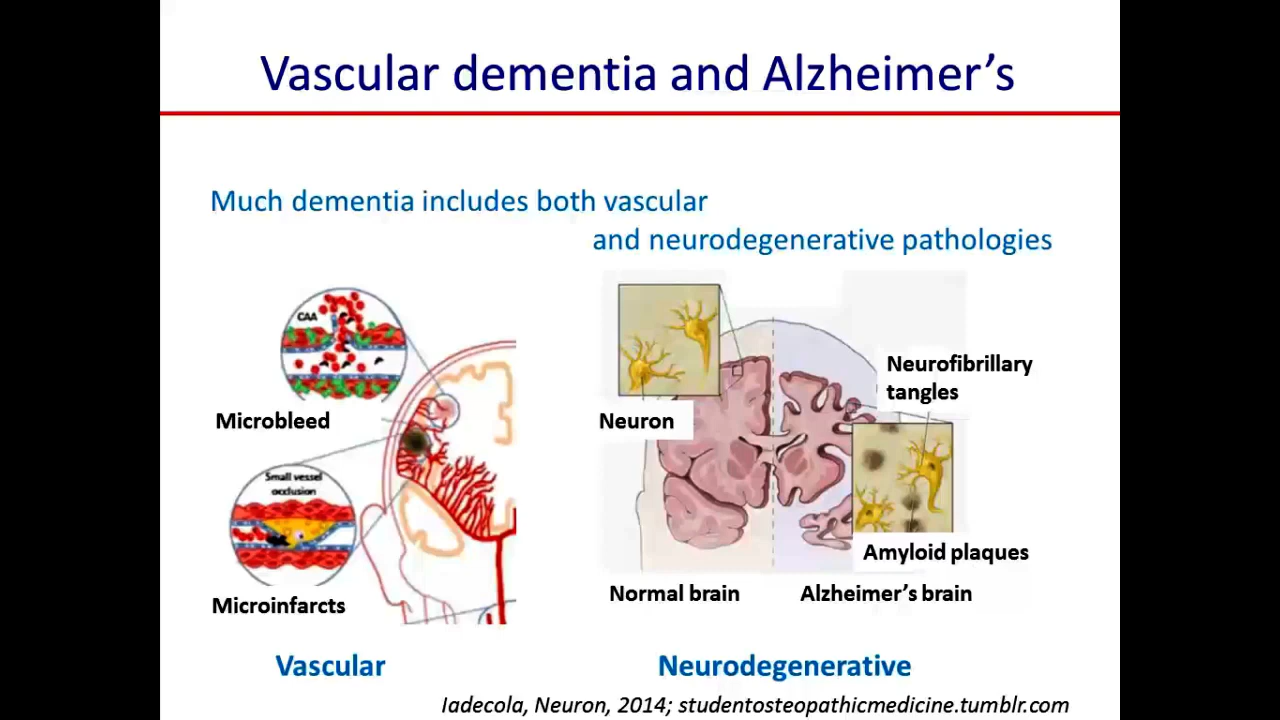 Vascular dementia and Alzheimer’s
Much dementia includes both vascular
and neurodegenerative pathologies
CAA
Microbleed
Small vessel
occlusion
Microinfarcts
Vascular
Neuron
Neurofibrillary
tangles
Amyloid plaques
Normal brain
Alzheimer’s brain
Neurodegenerative
Iadecola, Neuron, 2014; studentosteopathicmedicine.tumblr.com